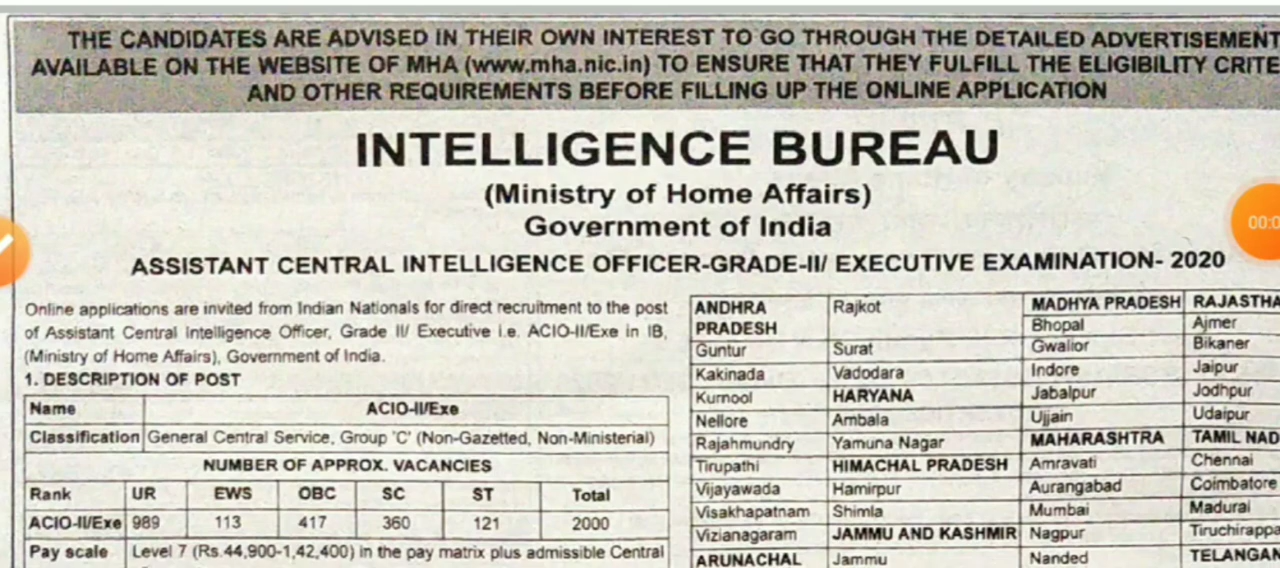 THE CANDIDATES ARE ADVISED IN THEIR OWN INTEREST TO GO THROUGH THE DETAILED ADVERTISEMENT
AVAILABLE ON THE WEBSITE OF MHA (www.mha.nic.in) TO ENSURE THAT THEY FULFILL THE ELIGIBILITY CRITE
AND OTHER REQUIREMENTS BEFORE FILLING UP THE ONLINE APPLICATION
INTELLIGENCE BUREAU
(Ministry of Home Affairs)
Government of India
00:0
ASSISTANT CENTRAL INTELLIGENCE OFFICER-GRADE-II/ EXECUTIVE EXAMINATION- 2020
Online applications are invited from Indian Nationals for direct recruitment to the post
of Assistant Central Intelligence Officer, Grade II/ Executive i.e. ACIO-II/Exe in IB,
(Ministry of Home Affairs), Government of India.
1. DESCRIPTION OF POST
Name ACIO-II/Exe
Classification General Central Service, Group 'C' (Non-Gazetted, Non-Ministerial)
NUMBER OF APPROX. VACANCIES
Rank UR EWS OBC SC ST Total
ACIO-II/Exe 989 113 417 360 121 2000
Pay scale Level 7 (Rs.44,900-1,42,400) in the pay matrix plus admissible Central
ANDHRA
PRADESH
Guntur
Kakinada
Kurnool
Nellore
Rajahmundry
Tirupathi
Vijayawada
Visakhapatnam
Vizianagaram
ARUNACHAL
Rajkot
Surat
Vadodara
HARYANA
Ambala
Yamuna Nagar
HIMACHAL PRADESH
Hamirpur
Shimla
JAMMU AND KASHMIR
Jammu
MADHYA PRADESH
Bhopal
Gwalior
Indore
Jabalpur
Ujjain
MAHARASHTRA
Amravati
Aurangabad
Mumbai
Nagpur
Nanded
RAJASTHA
Ajmer
Bikaner
Jaipur
Jodhpur
Udaipur
TAMIL NAD
Chennai
Coimbatore
Madurai
Tiruchirappa
TELANGAN